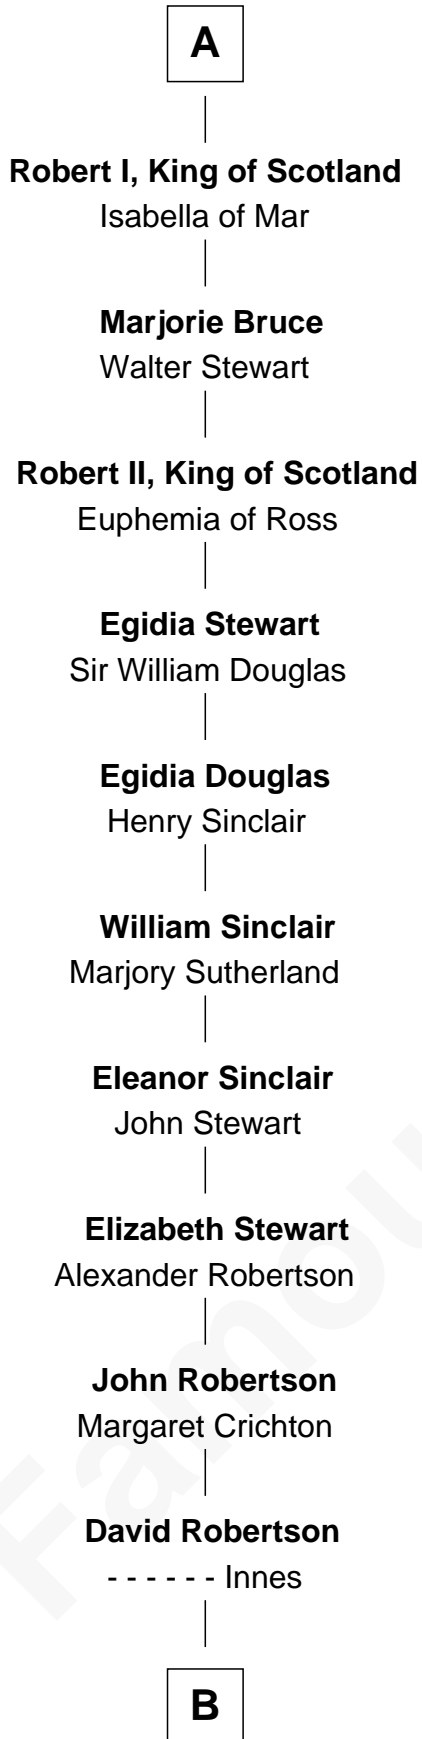 A
Robert I, King of Scotland
Isabella of Mar
Marjorie Bruce
Walter Stewart
Robert II, King of Scotland
Euphemia of Ross
Egidia Stewart
Sir William Douglas
Egidia Douglas
Henry Sinclair
William Sinclair
Marjory Sutherland
Eleanor Sinclair
John Stewart
Elizabeth Stewart
Alexander Robertson
John Robertson
Margaret Crichton
David Robertson
- - - - - - Innes
B
Famou